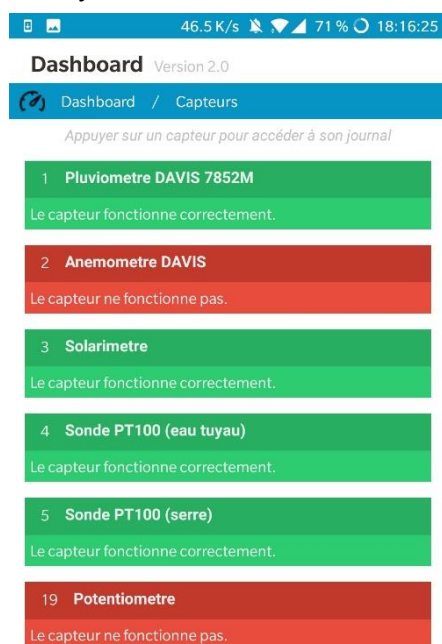 46.5 K/s 71 % 18:16:25
Dashboard Version 2.0
Dashboard / Capteurs
Appuyer sur un capteur pour accéder à son journal
1 Pluviometre DAVIS 7852M
Le capteur fonctionne correctement.
2 Anemometre DAVIS
Le capteur ne fonctionne pas.
3 Solarimetre
Le capteur fonctionne correctement.
4 Sonde PT100 (eau tuyau)
Le capteur fonctionne correctement.
5 Sonde PT100 (serre)
Le capteur fonctionne correctement.
19 Potentiometre
Le capteur ne fonctionne pas.